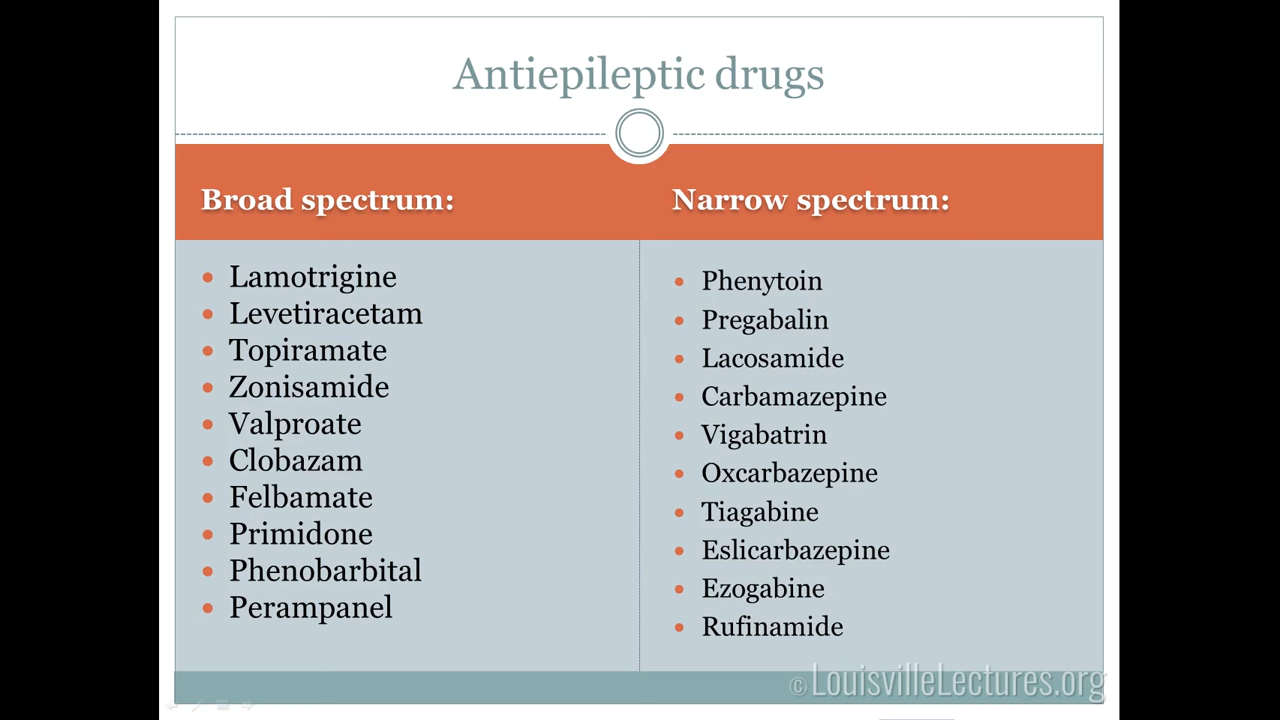 Antiepileptic drugs
Broad spectrum:
Lamotrigine
Levetiracetam
Topiramate
Zonisamide
Valproate
Clobazam
Felbamate
Primidone
Phenobarbital
Perampanel
Narrow spectrum:
Phenytoin
Pregabalin
Lacosamide
Carbamazepine
Vigabatrin
Oxcarbazepine
Tiagabine
Eslicarbazepine
Ezogabine
Rufinamide
© LouisvilleLectures.org